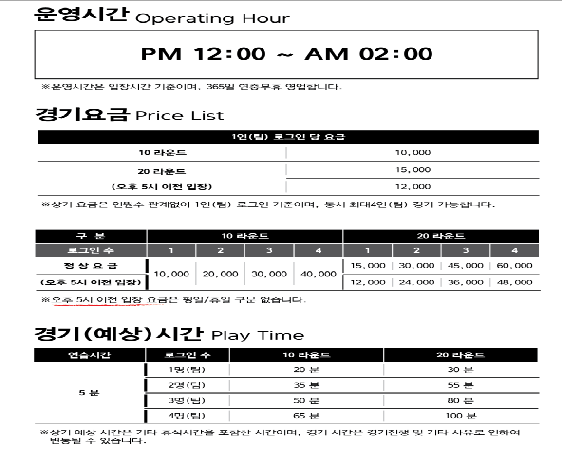 운영시간 Operating Hour
PM 12:00 ~ AM 02:00
※운영시간은 입장시간 기준이며, 365일 연중무휴 영업합니다.
경기요금 Price List
1인(팀) 로그인 당 요금
10 라운드 10,000
20 라운드 15,000
(오후 5시 이전 입장) 12,000
※상기 요금은 인원수 관계없이 1인(팀) 로그인 기준이며, 동시 최대4인(팀) 경기 가능합니다.
구 분 10 라운드 20 라운드
로그인 수 1 2 3 4 1 2 3 4
정 상 요 금 10,000 20,000 30,000 40,000 15,000 30,000 45,000 60,000
(오후 5시 이전 입장) 12,000 24,000 36,000 48,000
※오후 5시 이전 입장 요금은 평일/휴일 구분 없습니다.
경기(예상)시간 Play Time
연습시간 로그인 수 10 라운드 20 라운드
5 분 1명(팀) 20 분 30 분
2명(팀) 35 분 55 분
3명(팀) 50 분 80 분
4명(팀) 65 분 100 분
※상기 예상 시간은 기타 휴식시간을 포함한 시간이며, 경기 시간은 경기진행 및 기타 사유로 인하여
변동될 수 있습니다.